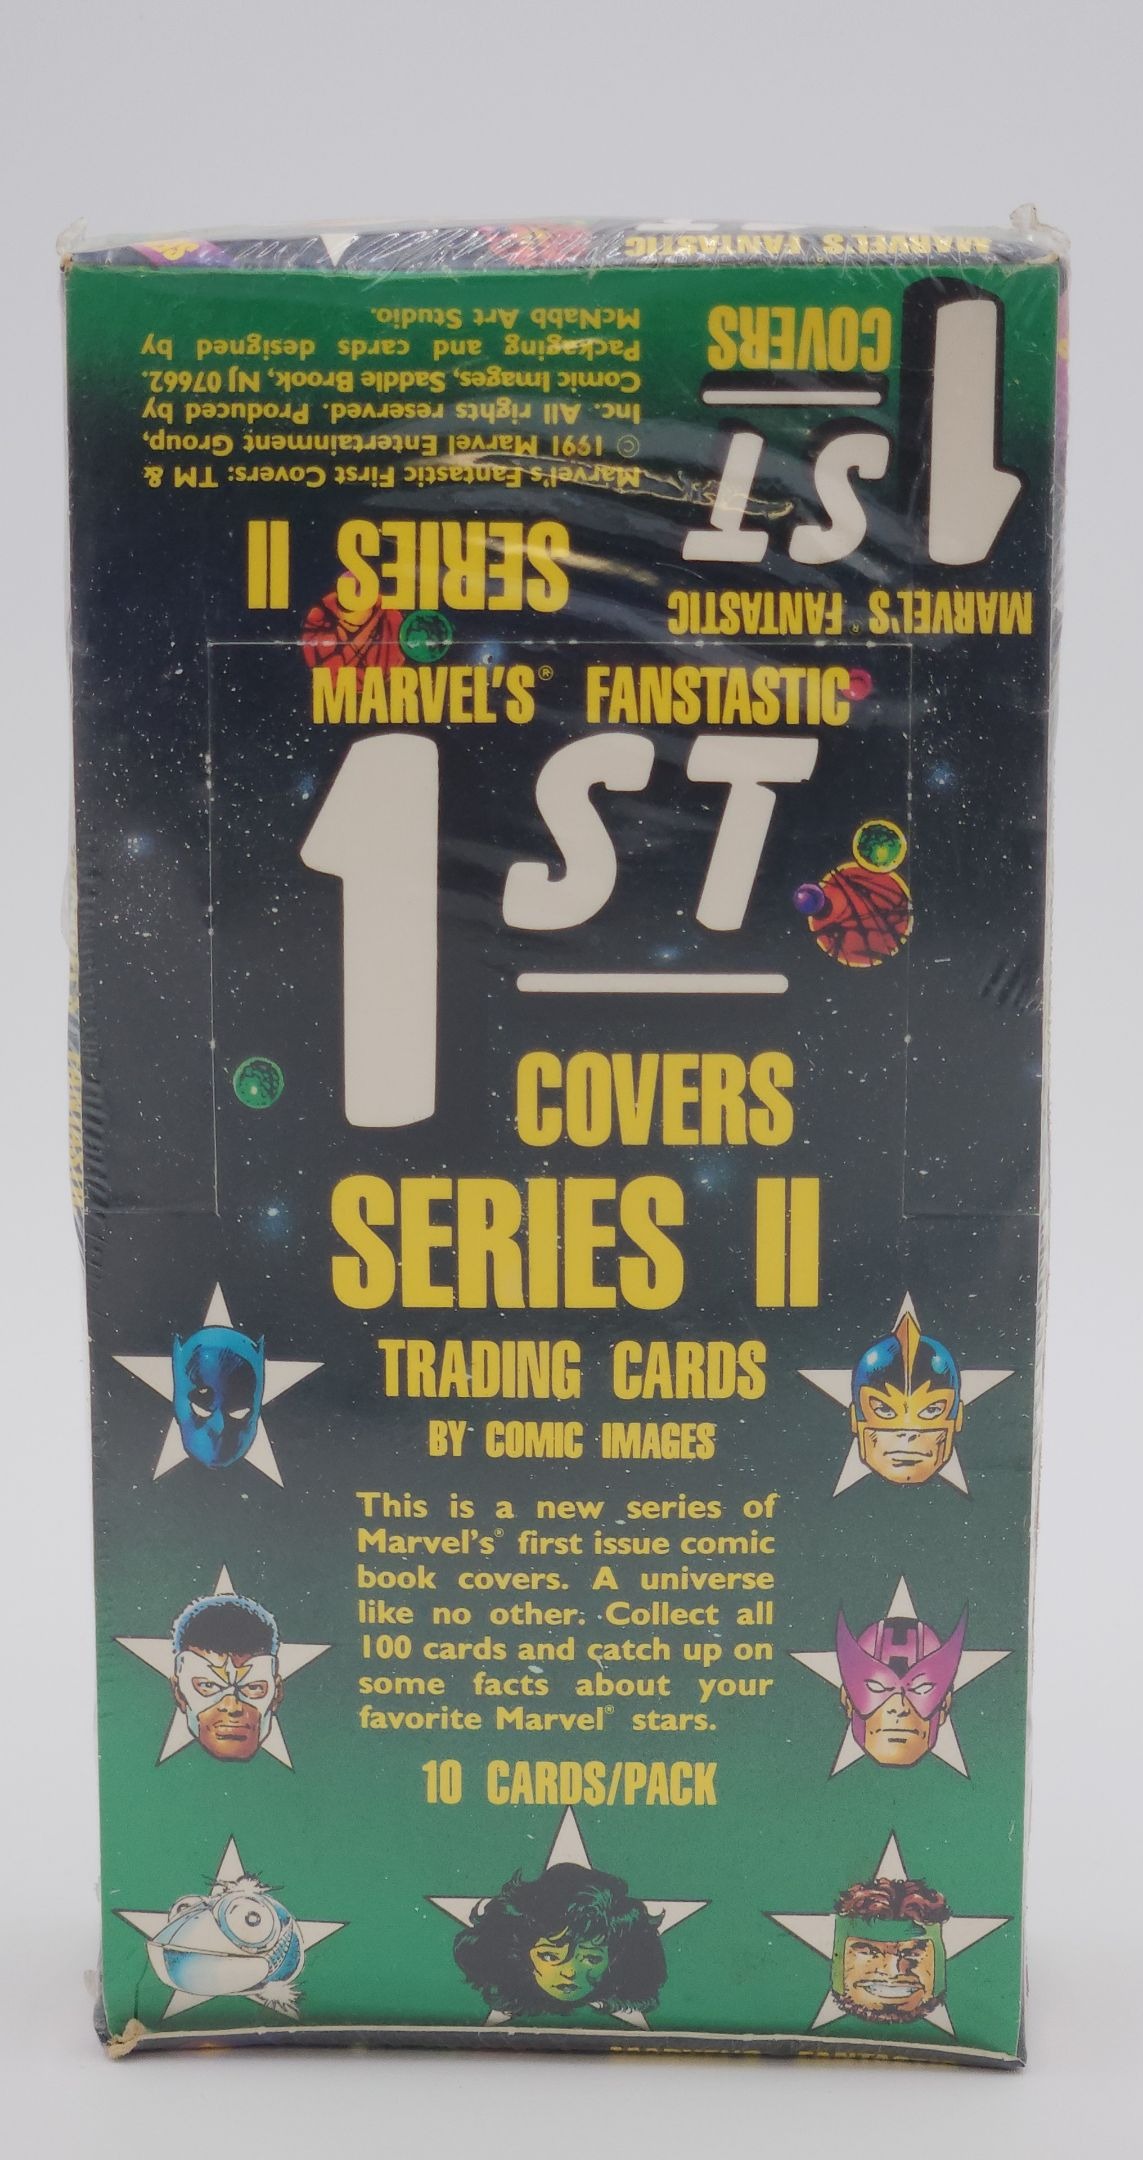 MARVEL'S FANTASTIC
MARVEL'S® FANTASTIC
1ST
COVERS
SERIES II
Marvel's Fantastic First Covers: TM &
© 1991 Marvel Entertainment Group,
Inc. All rights reserved. Produced by
Comic Images, Saddle Brook, NJ 07662.
Packaging and cards designed by
McNabb Art Studio.
MARVEL'S® FANSTASTIC
1ST
COVERS
SERIES II
TRADING CARDS
BY COMIC IMAGES
This is a new series of
Marvel's® first issue comic
book covers. A universe
like no other. Collect all
100 cards and catch up on
some facts about your
favorite Marvel® stars.
10 CARDS/PACK
H